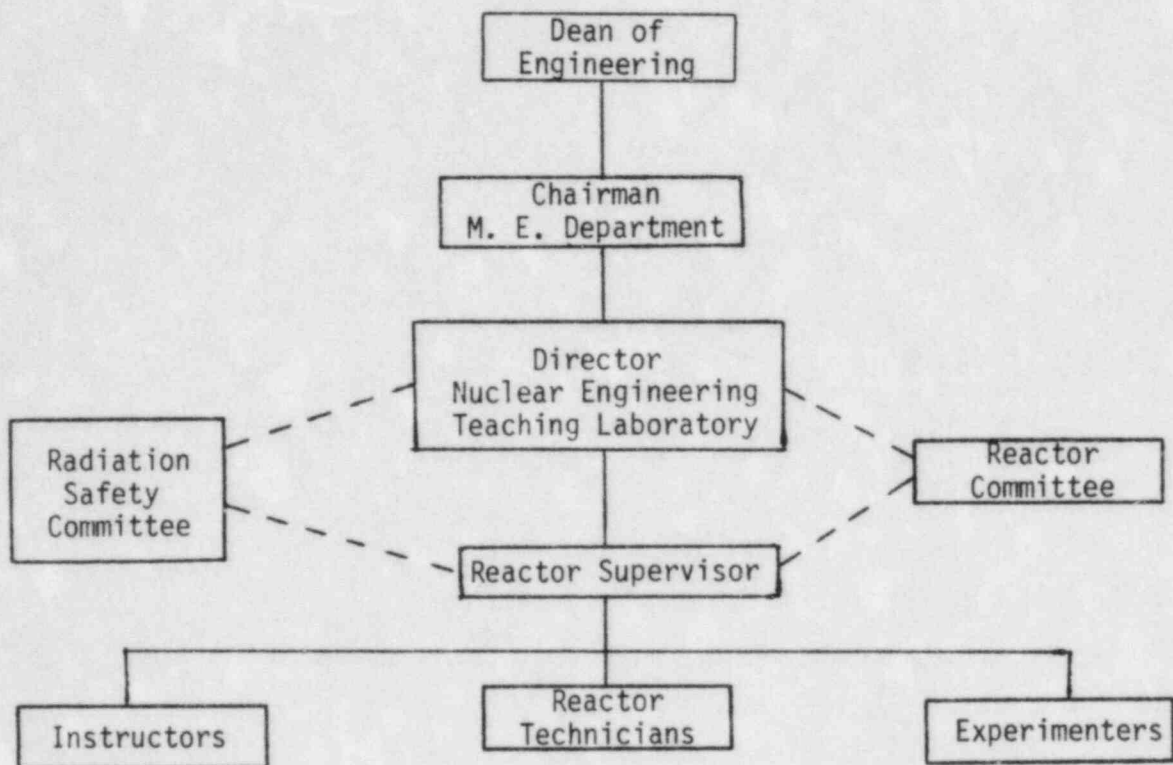 Dean of
Engineering
Chairman
M. E. Department
Director
Nuclear Engineering
Teaching Laboratory
Radiation
Safety
Committee
Reactor
Committee
Reactor Supervisor
Instructors
Reactor
Technicians
Experimenters